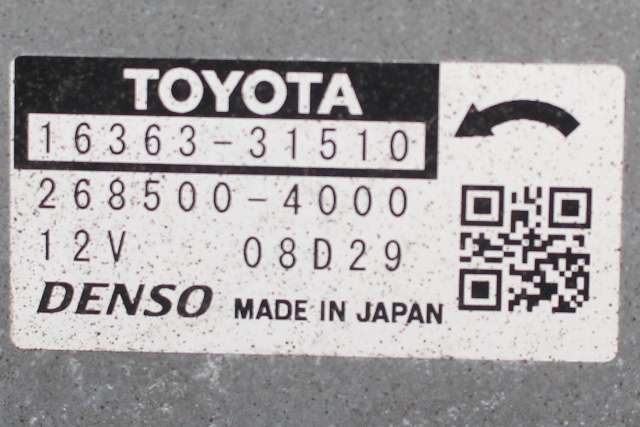 TOYOTA
16363-31510
268500-4000
12V 08D29
DENSO MADE IN JAPAN